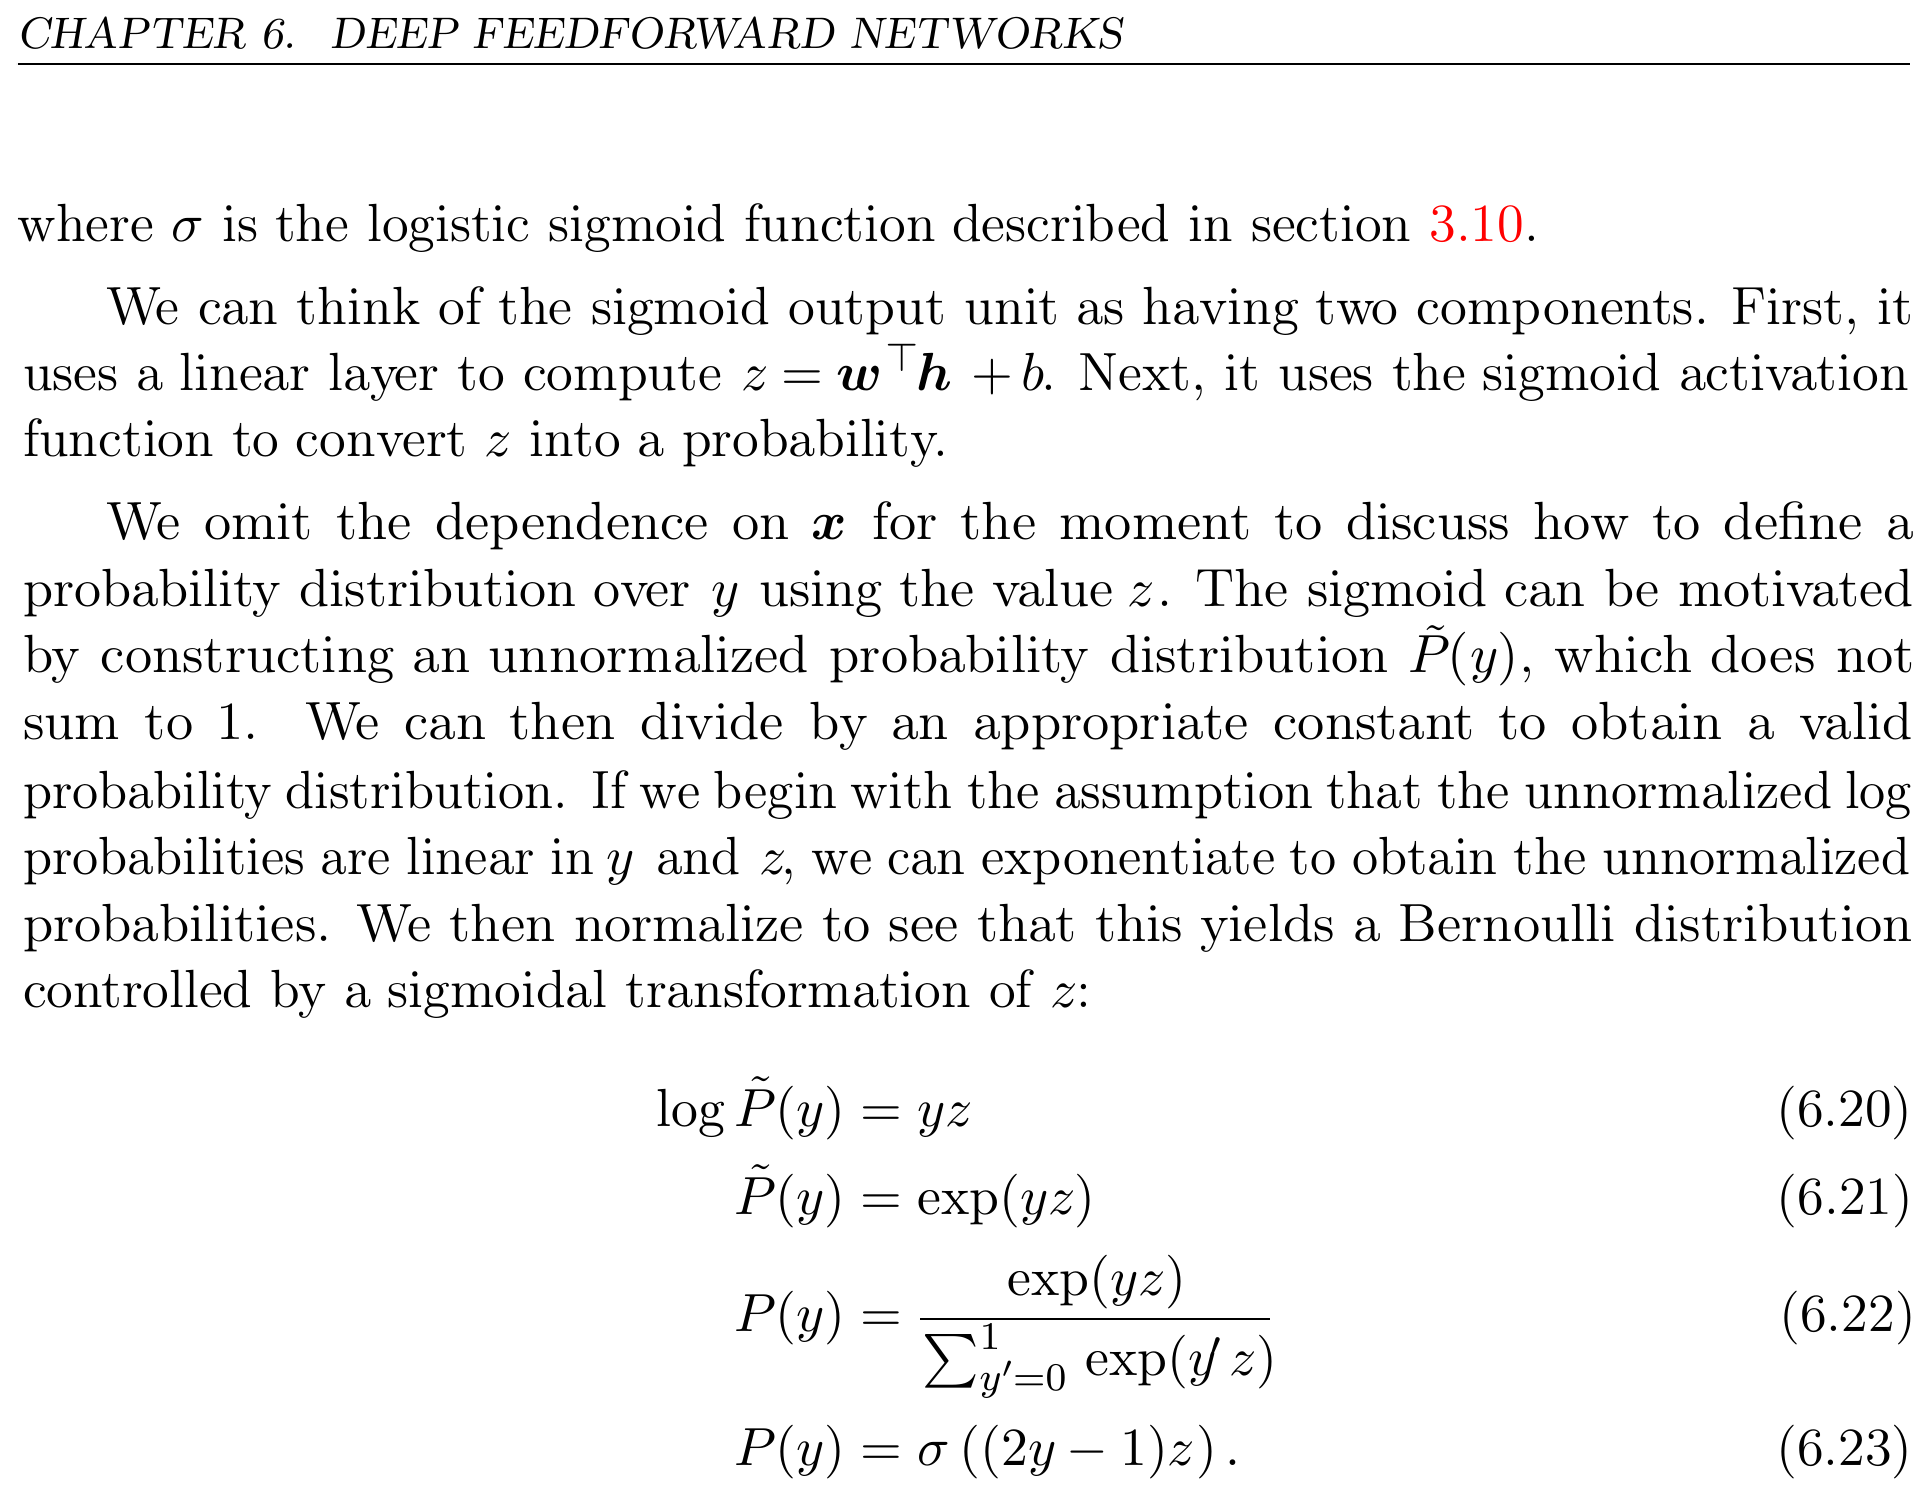 CHAPTER 6. DEEP FEEDFORWARD NETWORKS
where σ is the logistic sigmoid function described in section 3.10.
We can think of the sigmoid output unit as having two components. First, it
uses a linear layer to compute z = w⊤h + b. Next, it uses the sigmoid activation
function to convert z into a probability.
We omit the dependence on x for the moment to discuss how to define a
probability distribution over y using the value z. The sigmoid can be motivated
by constructing an unnormalized probability distribution P̃(y), which does not
sum to 1. We can then divide by an appropriate constant to obtain a valid
probability distribution. If we begin with the assumption that the unnormalized log
probabilities are linear in y and z, we can exponentiate to obtain the unnormalized
probabilities. We then normalize to see that this yields a Bernoulli distribution
controlled by a sigmoidal transformation of z:
log P̃(y) = yz (6.20)
P̃(y) = exp(yz) (6.21)
P(y) = exp(yz) / ∑_{y′=0}^{1} exp(y′z) (6.22)
P(y) = σ ((2y − 1)z) . (6.23)